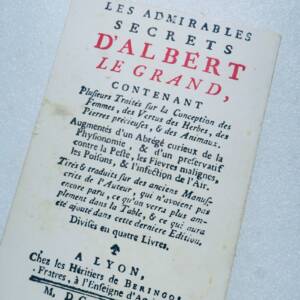 LES ADMIRABLES
SECRETS
D'ALBERT
LE GRAND,
CONTENANT
Plusieurs Traités sur la Conception des
Femmes, des Vertus des Herbes, des
Pierres précieuses, & des Animaux.
Augmentés d'un Abrégé curieux de la
Physionomie, & d'un préservatif
contre la Peste, les Fievres malignes,
les Poisons, & l'infection de l'Air.
Tirés & traduits sur des anciens Manus-
crits de l'Auteur, qui n'avoient pas
encore paru, ce qu'on verra plus am-
plement dans la Table, & ce qui aura
été ajouté dans cette derniere Edition.
Divisés en quatre Livres.
A LYON,
Chez les Héritiers de BERINGOS,
Fratres, à l'Enseigne
M. D.